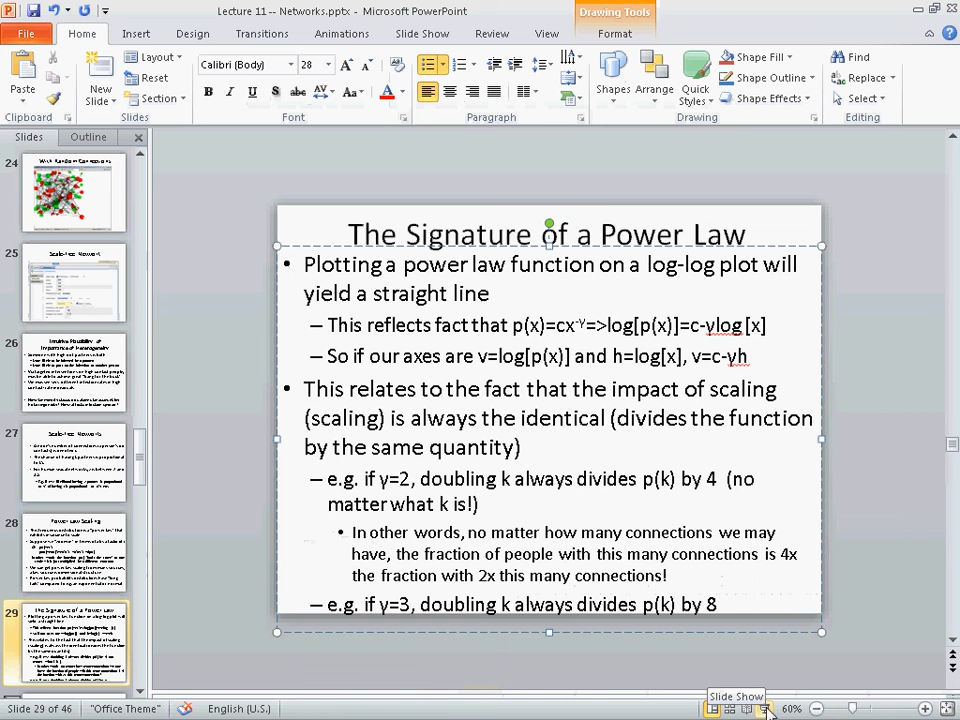 Lecture 11-- Networks.pptx - Microsoft PowerPoint
Drawing Tools
File
Home
Insert
Design
Transitions
Animations
Slide Show
Review
View
Format
Paste
New
Slide
Layout
Reset
Section
Calibri (Body)
28
Shapes
Arrange
Quick
Styles
Shape Fill
Shape Outline
Shape Effects
Find
Replace
Select
Clipboard
Slides
Font
Paragraph
Drawing
Editing
Slides
Outline
24
With Random Connections
25
Scale-Free Network
26
Intuitive Plausibility of
Importance of Heterogeneity
27
Scale-Free Networks
28
Power Law Scaling
29
The Signature of a Power Law
The Signature of a Power Law
• Plotting a power law function on a log-log plot will
yield a straight line
– This reflects fact that p(x)=cx-γ=>log[p(x)]=c-γlog[x]
– So if our axes are v=log[p(x)] and h=log[x], v=c-γh
• This relates to the fact that the impact of scaling
(scaling) is always the identical (divides the function
by the same quantity)
– e.g. if γ=2, doubling k always divides p(k) by 4 (no
matter what k is!)
• In other words, no matter how many connections we may
have, the fraction of people with this many connections is 4x
the fraction with 2x this many connections!
– e.g. if γ=3, doubling k always divides p(k) by 8
Slide Show
Slide 29 of 46
"Office Theme"
English (U.S.)
60%